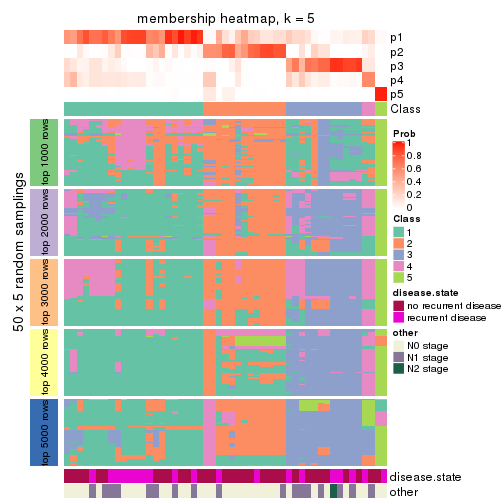 membership heatmap, k = 5
p1
p2
p3
p4
p5
Class
50 x 5 random samplings
top 1000 rows
top 2000 rows
top 3000 rows
top 4000 rows
top 5000 rows
disease.state
other
Prob
1
0.8
0.6
0.4
0.2
0
Class
1
2
3
4
5
disease.state
no recurrent disease
recurrent disease
other
N0 stage
N1 stage
N2 stage